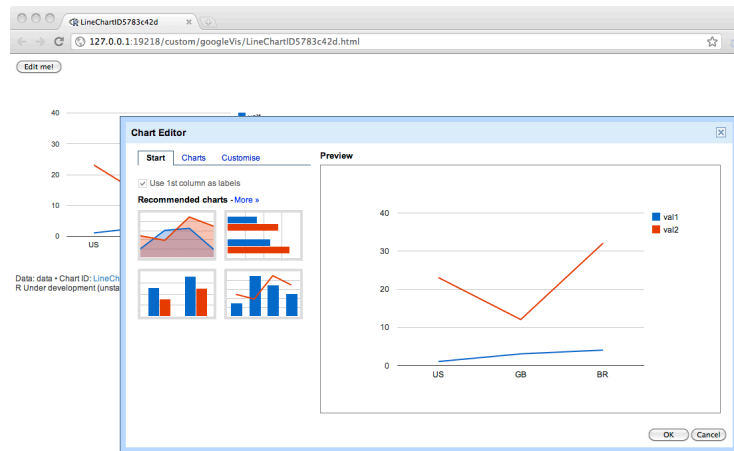 LineChartID5783c42d
127.0.0.1:19218/custom/googleVis/LineChartID5783c42d.html
Edit me!
40
30
20
10
0
US
Data: data • Chart ID: LineCh
R Under development (unsta
Chart Editor
Start Charts Customise
Use 1st column as labels
Recommended charts - More »
Preview
40
30
20
10
0
US GB BR
val1
val2
OK Cancel